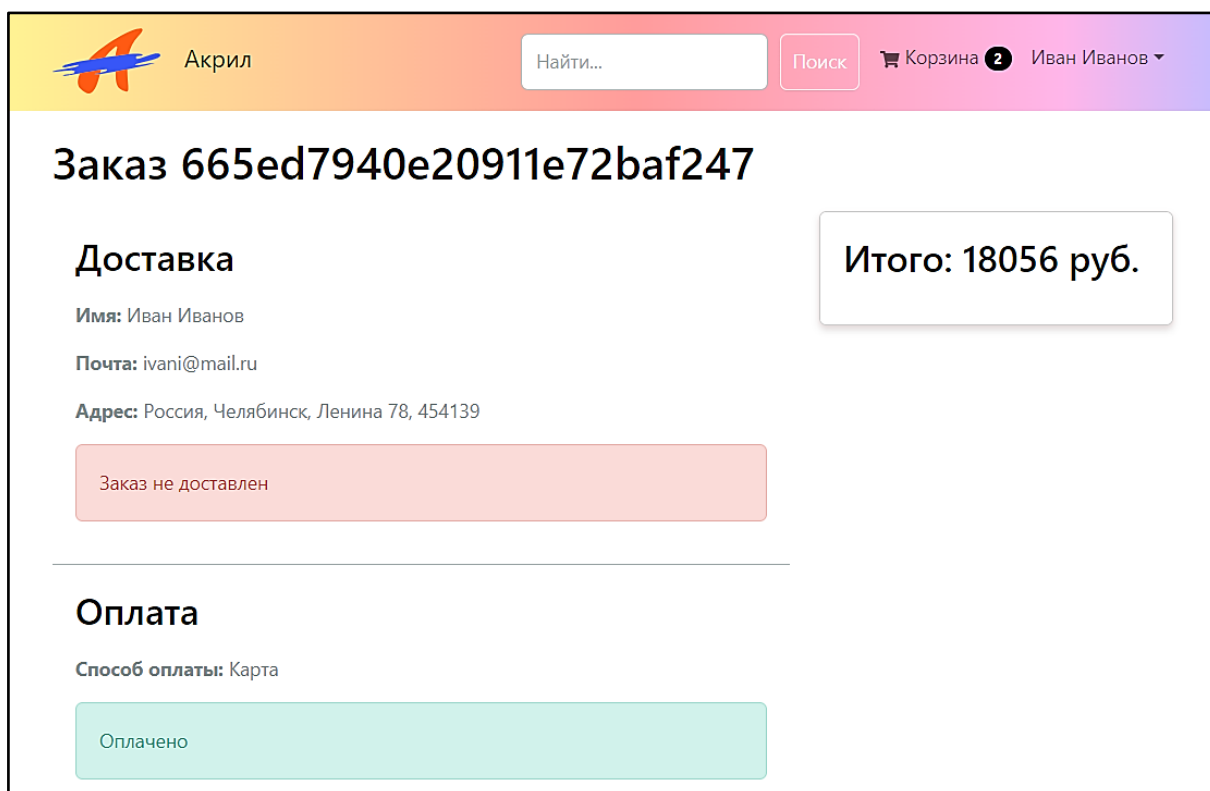 Акрил Найти... Поиск Корзина 2 Иван Иванов
Заказ 665ed7940e20911e72baf247
Доставка
Итого: 18056 руб.
Имя: Иван Иванов
Почта: ivani@mail.ru
Адрес: Россия, Челябинск, Ленина 78, 454139
Заказ не доставлен
Оплата
Способ оплаты: Карта
Оплачено